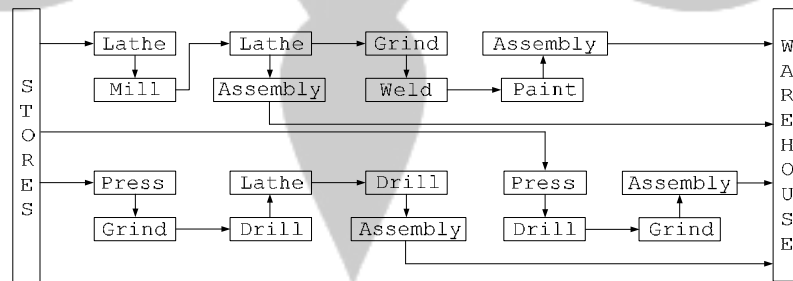 STORES
Lathe
Lathe
Grind
Assembly
Mill
Assembly
Weld
Paint
Press
Lathe
Drill
Press
Assembly
Grind
Drill
Assembly
Drill
Grind
WAREHOUSE